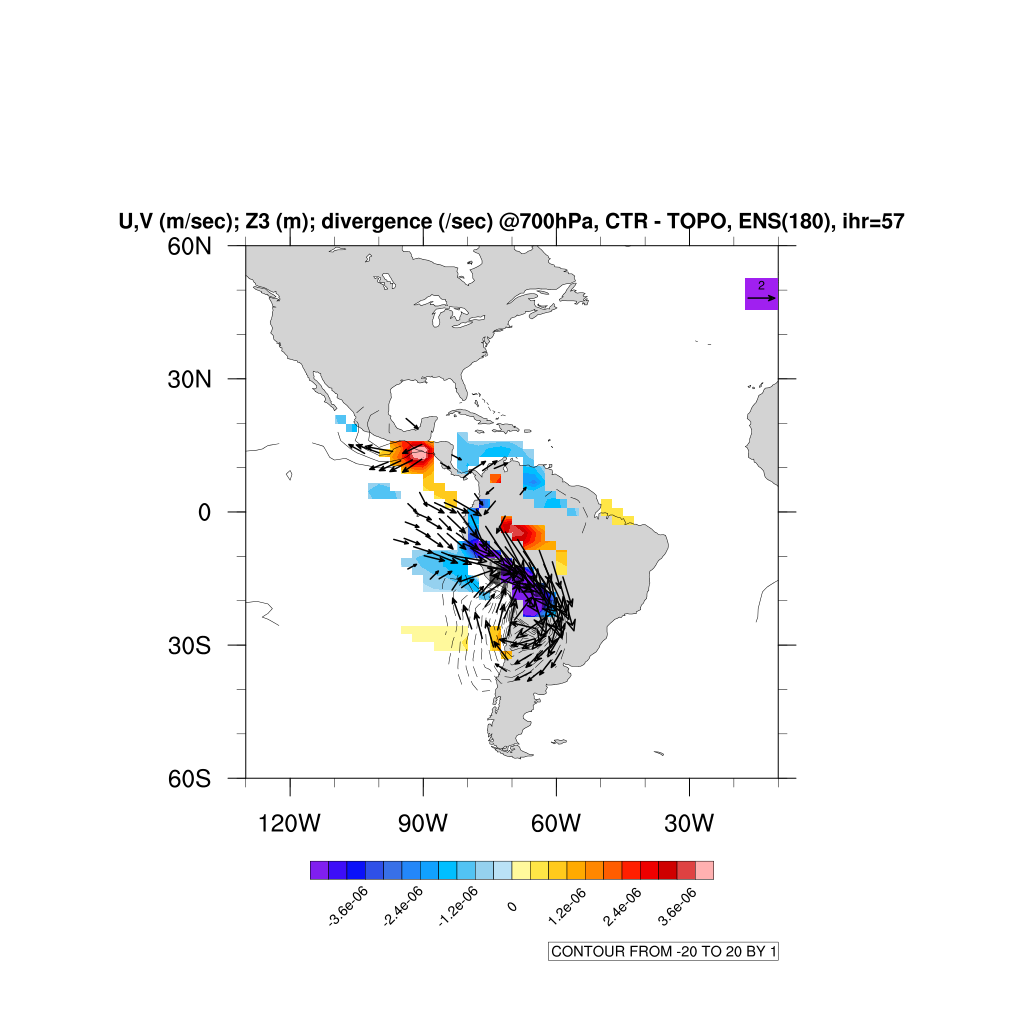 U,V (m/sec); Z3 (m); divergence (/sec) @700hPa, CTR - TOPO, ENS(180), ihr=57
60N
2
30N
0
30S
60S
120W 90W 60W 30W
-3.6e-06 -2.4e-06 -1.2e-06 0 1.2e-06 2.4e-06 3.6e-06
CONTOUR FROM -20 TO 20 BY 1